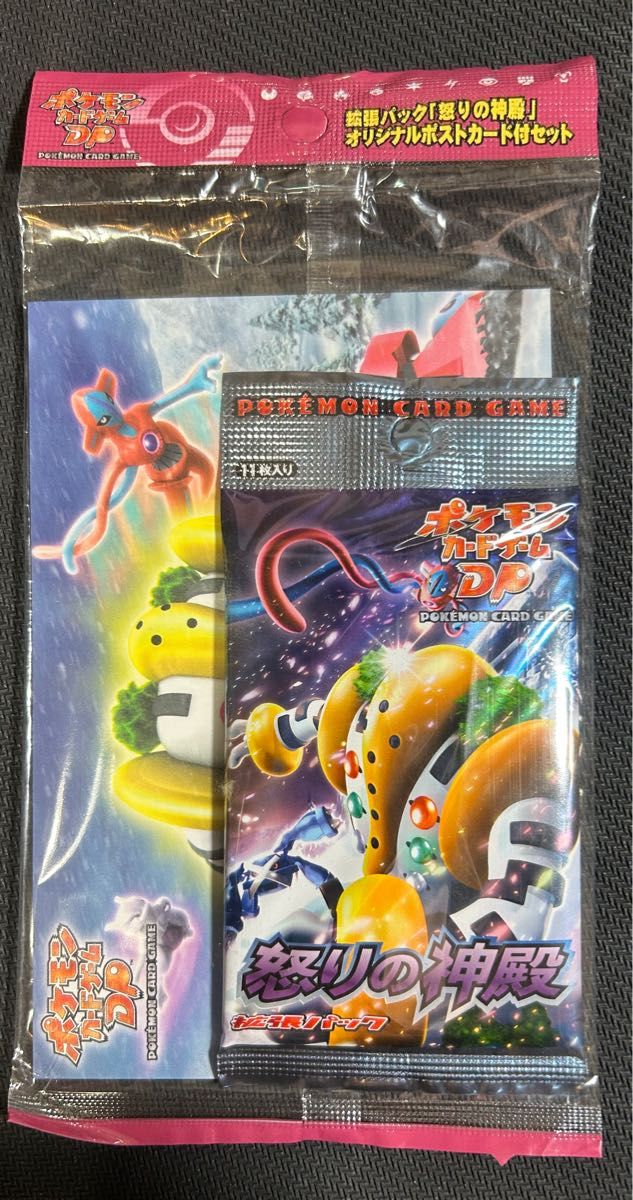 ポケモン
カードゲーム
DP
POKÉMON CARD GAME
拡張パック「怒りの神殿」
オリジナルポストカード付セット
POKÉMON CARD GAME
11枚入り
ポケモン
カードゲーム
DP
POKÉMON CARD GAME
怒りの神殿
拡張パック
ポケモン
カードゲーム
DP
POKÉMON CARD GAME